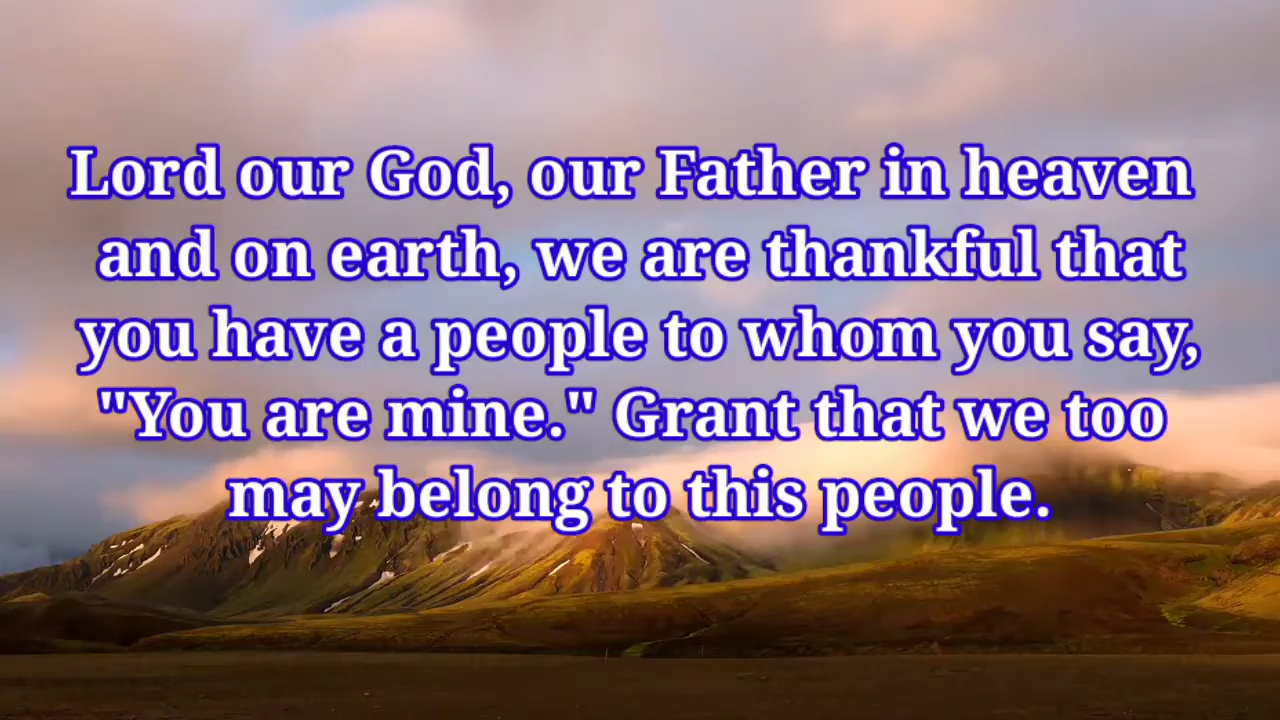 Lord our God, our Father in heaven
and on earth, we are thankful that
you have a people to whom you say,
"You are mine." Grant that we too
may belong to this people.